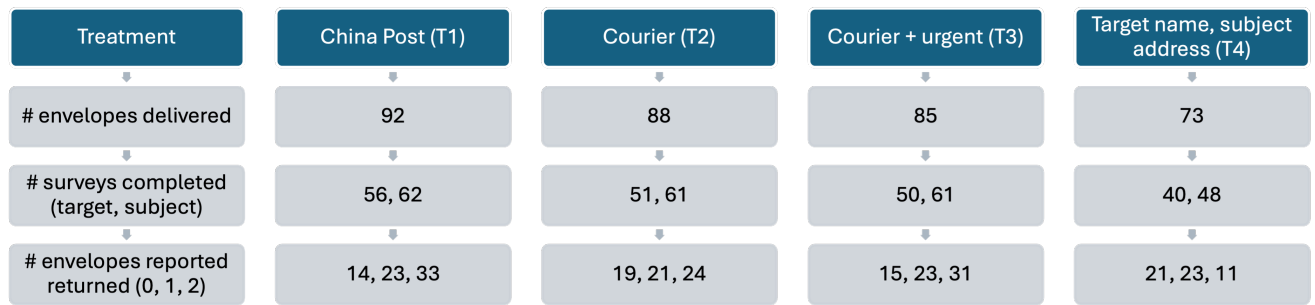 Treatment
China Post (T1)
Courier (T2)
Courier + urgent (T3)
Target name, subject
address (T4)
# envelopes delivered
92
88
85
73
# surveys completed
(target, subject)
56, 62
51, 61
50, 61
40, 48
# envelopes reported
returned (0, 1, 2)
14, 23, 33
19, 21, 24
15, 23, 31
21, 23, 11